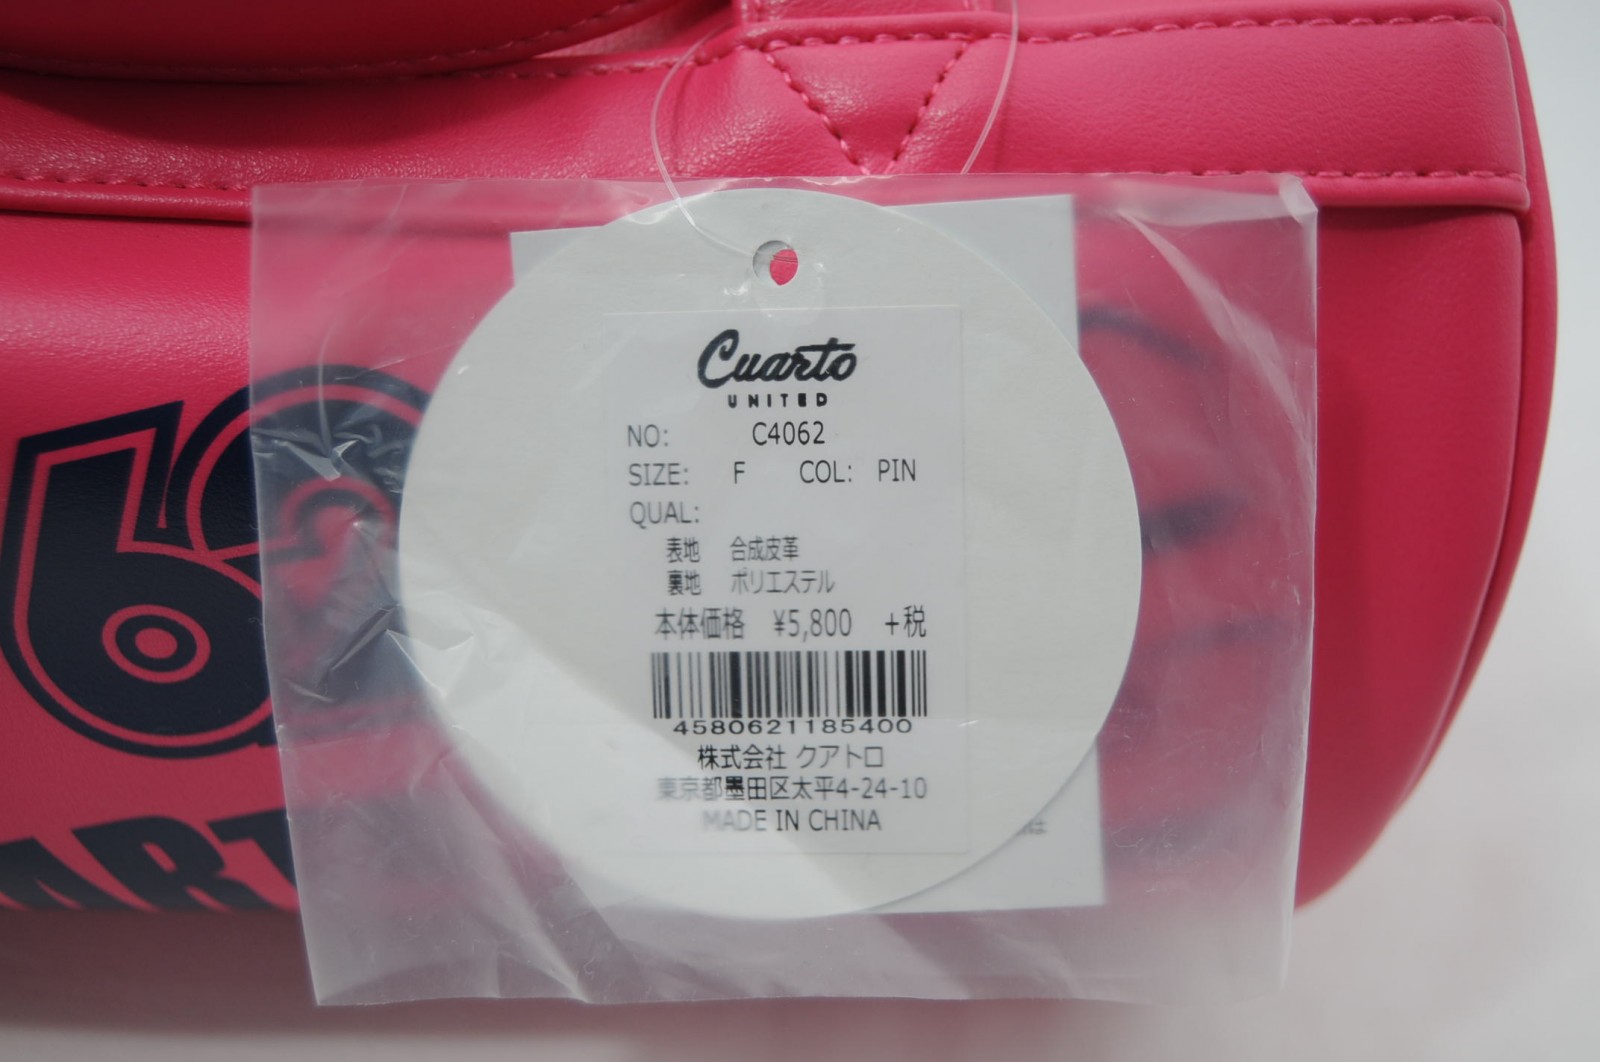 Cuarto
UNITED
NO: C4062
SIZE: F COL: PIN
QUAL:
表地 合成皮革
裏地 ポリエステル
本体価格 ¥5,800 +税
4580621185400
株式会社 クアトロ
東京都墨田区太平4-24-10
MADE IN CHINA
62
ART